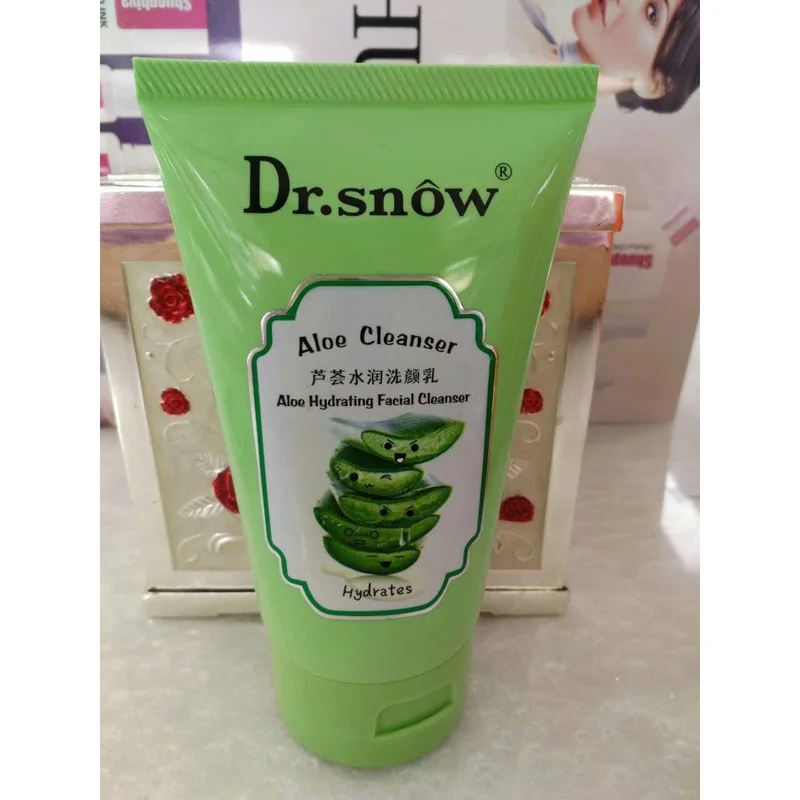 Dr.snôw®
Aloe Cleanser
芦荟水润洗颜乳
Aloe Hydrating Facial Cleanser
Hydrates